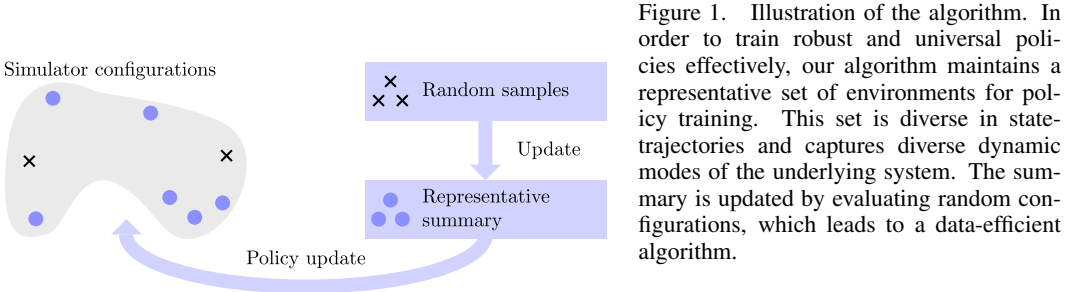 Simulator configurations
Random samples
Update
Representative
summary
Policy update
Figure 1. Illustration of the algorithm. In
order to train robust and universal poli-
cies effectively, our algorithm maintains a
representative set of environments for pol-
icy training. This set is diverse in state-
trajectories and captures diverse dynamic
modes of the underlying system. The sum-
mary is updated by evaluating random con-
figurations, which leads to a data-efficient
algorithm.